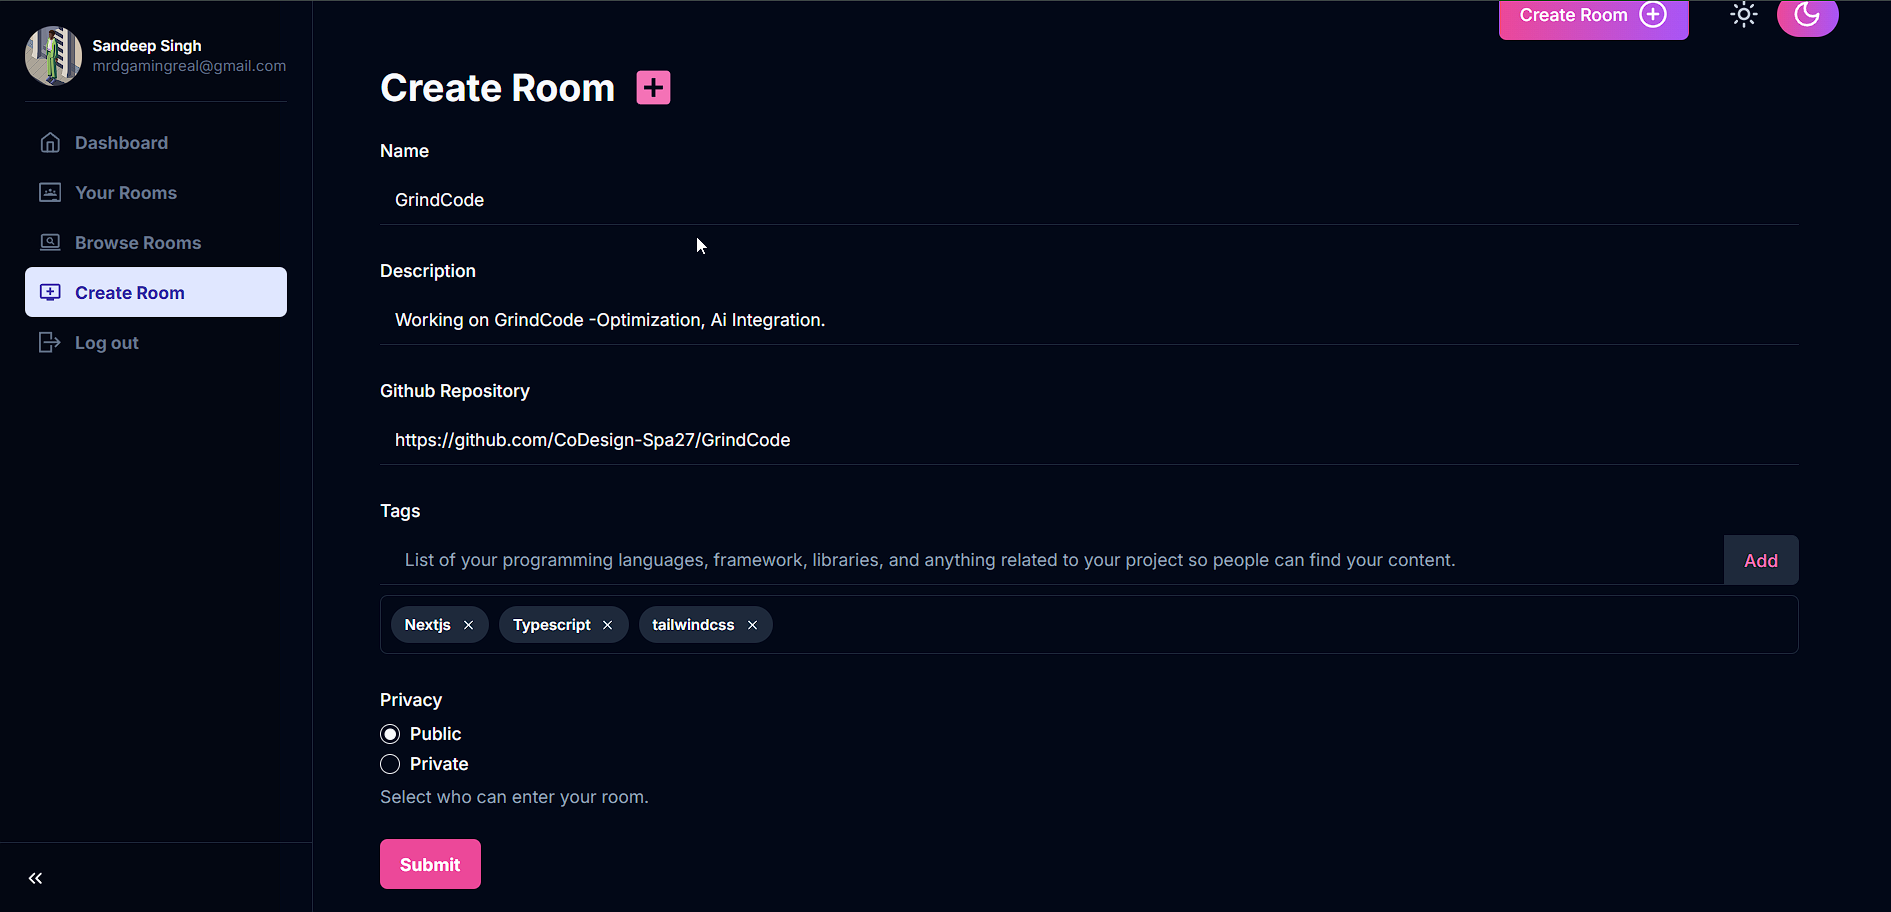 Sandeep Singh
mrdgamingreal@gmail.com
Dashboard
Your Rooms
Browse Rooms
Create Room
Log out
Create Room
Create Room
Name
GrindCode
Description
Working on GrindCode -Optimization, Ai Integration.
Github Repository
https://github.com/CoDesign-Spa27/GrindCode
Tags
List of your programming languages, framework, libraries, and anything related to your project so people can find your content.
Add
Nextjs
Typescript
tailwindcss
Privacy
Public
Private
Select who can enter your room.
Submit